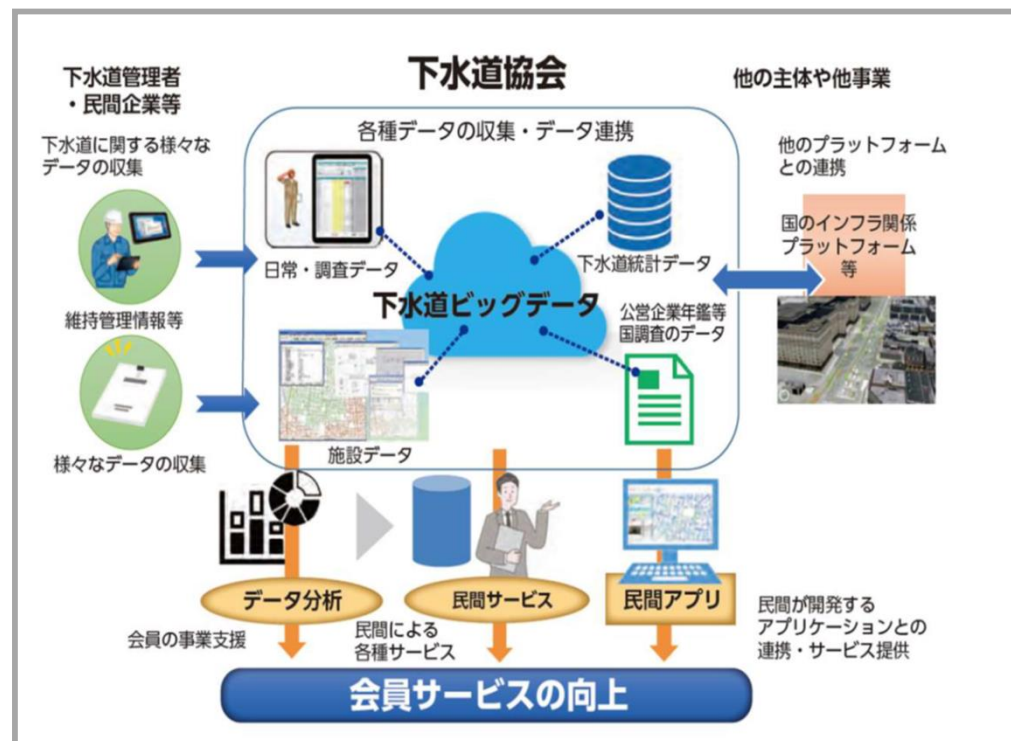 下水道管理者
・民間企業等
下水道に関する様々な
データの収集
維持管理情報等
様々なデータの収集
下水道協会
各種データの収集・データ連携
日常・調査データ
下水道統計データ
下水道ビッグデータ
公営企業年鑑等
国調査のデータ
施設データ
他の主体や他事業
他のプラットフォーム
との連携
国のインフラ関係
プラットフォーム
等
データ分析
民間サービス
民間アプリ
会員の事業支援
民間による
各種サービス
民間が開発する
アプリケーションとの
連携・サービス提供
会員サービスの向上